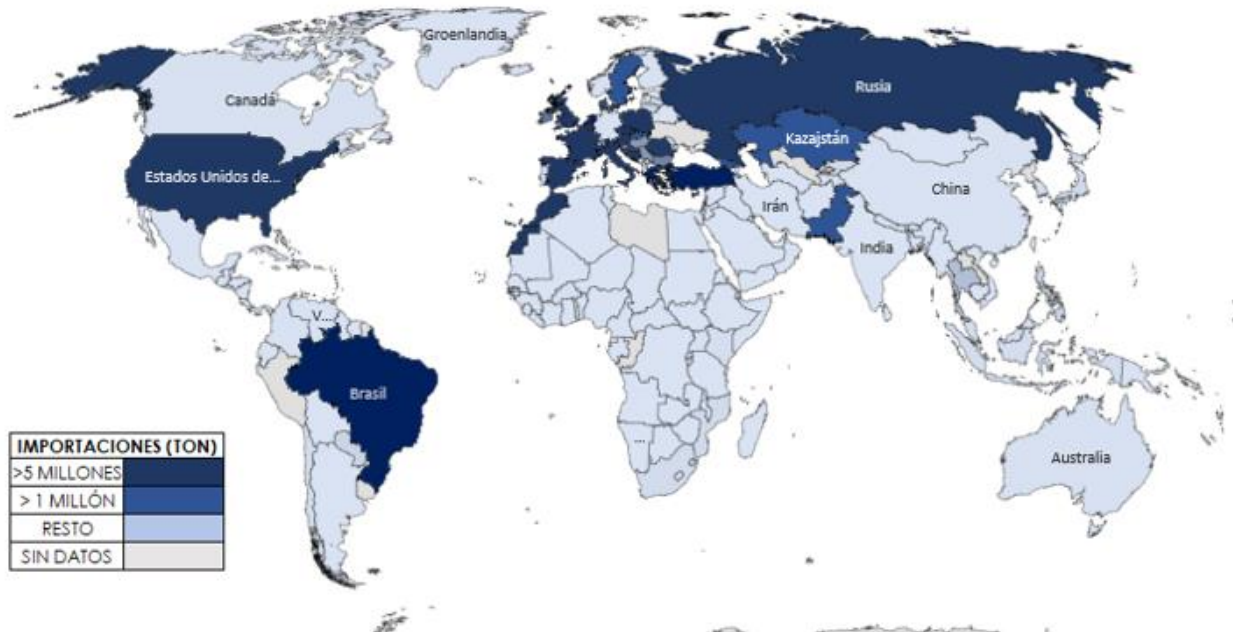 Groenlandia
Canadá
Rusia
Kazajstán
Estados Unidos de...
China
Irán
India
V...
Brasil
...
Australia
IMPORTACIONES (TON)
>5 MILLONES
> 1 MILLÓN
RESTO
SIN DATOS